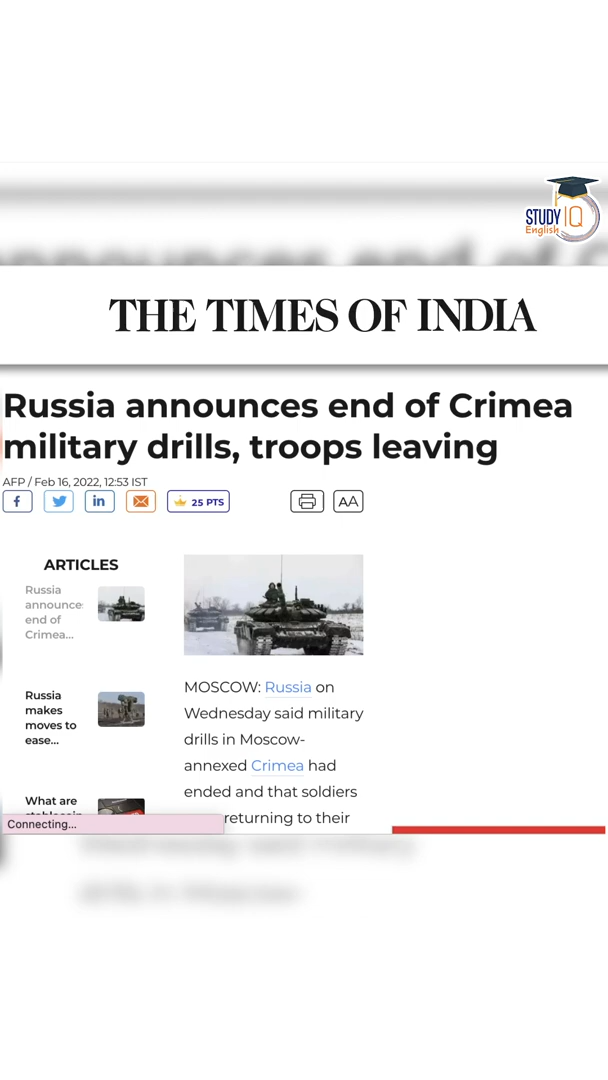 STUDY IQ
English
THE TIMES OF INDIA
Russia announces end of Crimea
military drills, troops leaving
AFP / Feb 16, 2022, 12:53 IST
f
in
25 PTS
AA
ARTICLES
Russia
announce
end of
Crimea...
Russia
makes
moves to
ease...
What are
MOSCOW: Russia on
Wednesday said military
drills in Moscow-
annexed Crimea had
ended and that soldiers
returning to their
Connecting...